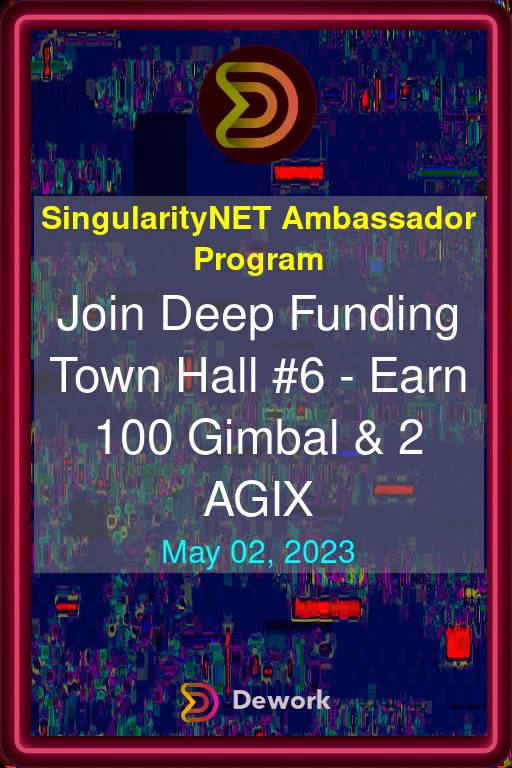 SingularityNET Ambassador
Program
Join Deep Funding
Town Hall #6 - Earn
100 Gimbal & 2
AGIX
May 02, 2023
Dework